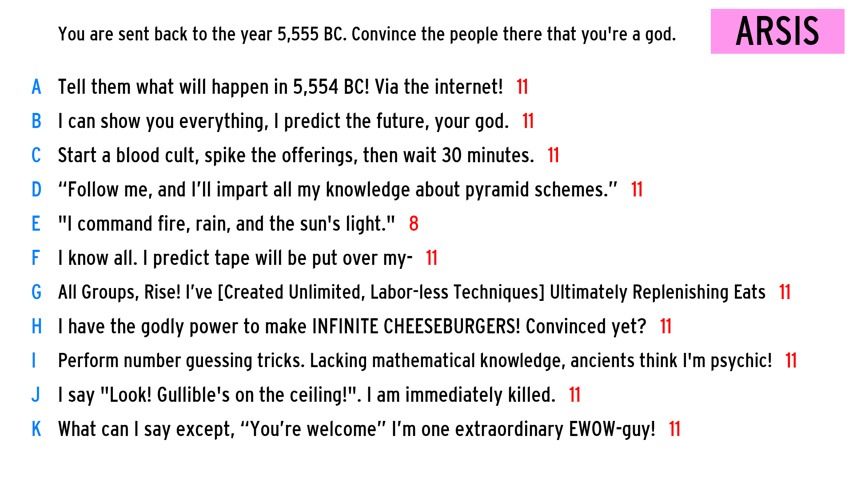 You are sent back to the year 5,555 BC. Convince the people there that you're a god.
ARSIS
A Tell them what will happen in 5,554 BC! Via the internet! 11
B I can show you everything, I predict the future, your god. 11
C Start a blood cult, spike the offerings, then wait 30 minutes. 11
D “Follow me, and I’ll impart all my knowledge about pyramid schemes.” 11
E "I command fire, rain, and the sun's light." 8
F I know all. I predict tape will be put over my- 11
G All Groups, Rise! I’ve [Created Unlimited, Labor-less Techniques] Ultimately Replenishing Eats 11
H I have the godly power to make INFINITE CHEESEBURGERS! Convinced yet? 11
I Perform number guessing tricks. Lacking mathematical knowledge, ancients think I'm psychic! 11
J I say "Look! Gullible's on the ceiling!". I am immediately killed. 11
K What can I say except, “You’re welcome” I’m one extraordinary EWOW-guy! 11